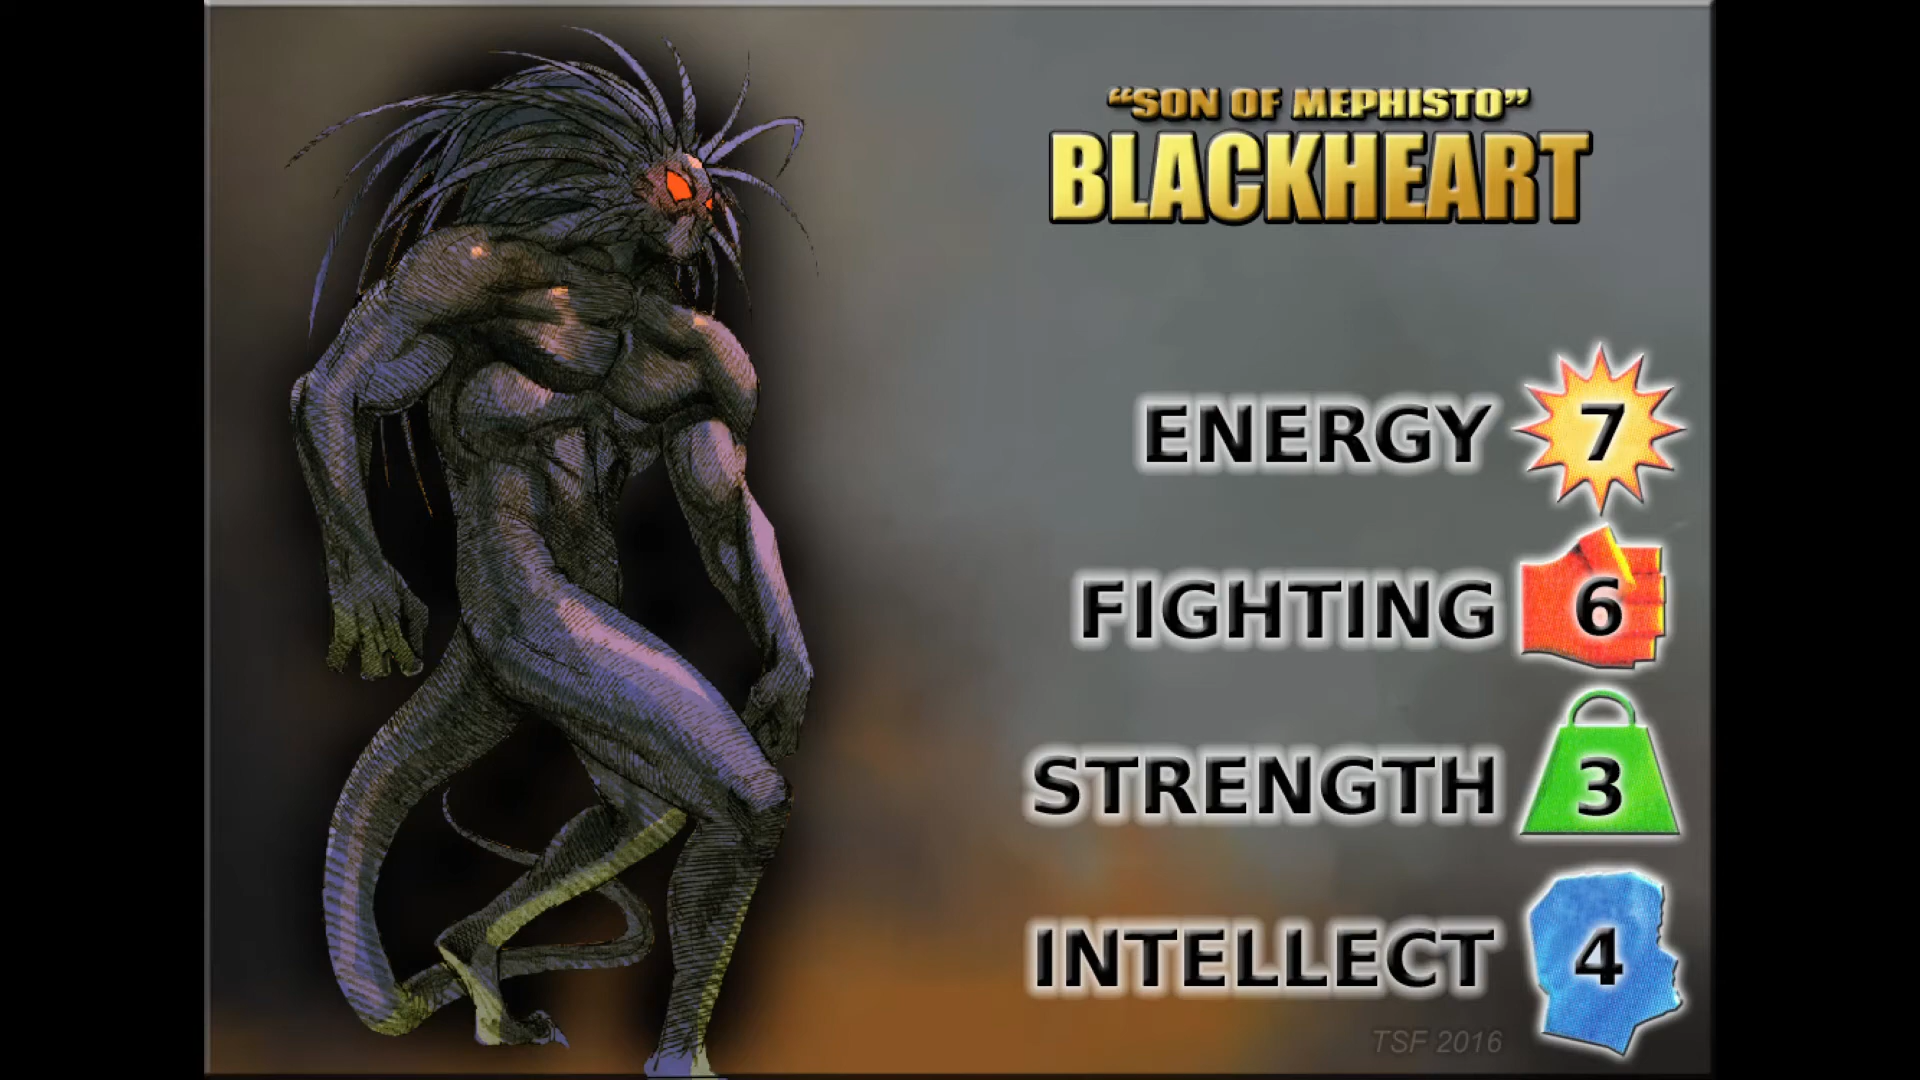 “SON OF MEPHISTO”
BLACKHEART
ENERGY 7
FIGHTING 6
STRENGTH 3
INTELLECT 4
TSF 2016